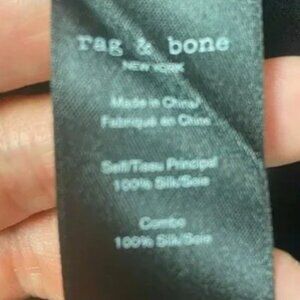 rag & bone
NEW YORK
Made in China/
Fabriqué en Chine
Self/Tissu Principal
100% Silk/Soie
Combo
100% Silk/Soie